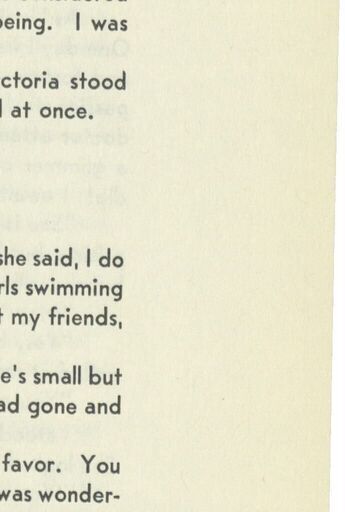 being. I was
ctoria stood
at once.
she said, I do
rls swimming
my friends,
e's small but
ad gone and
favor. You
was wonder-